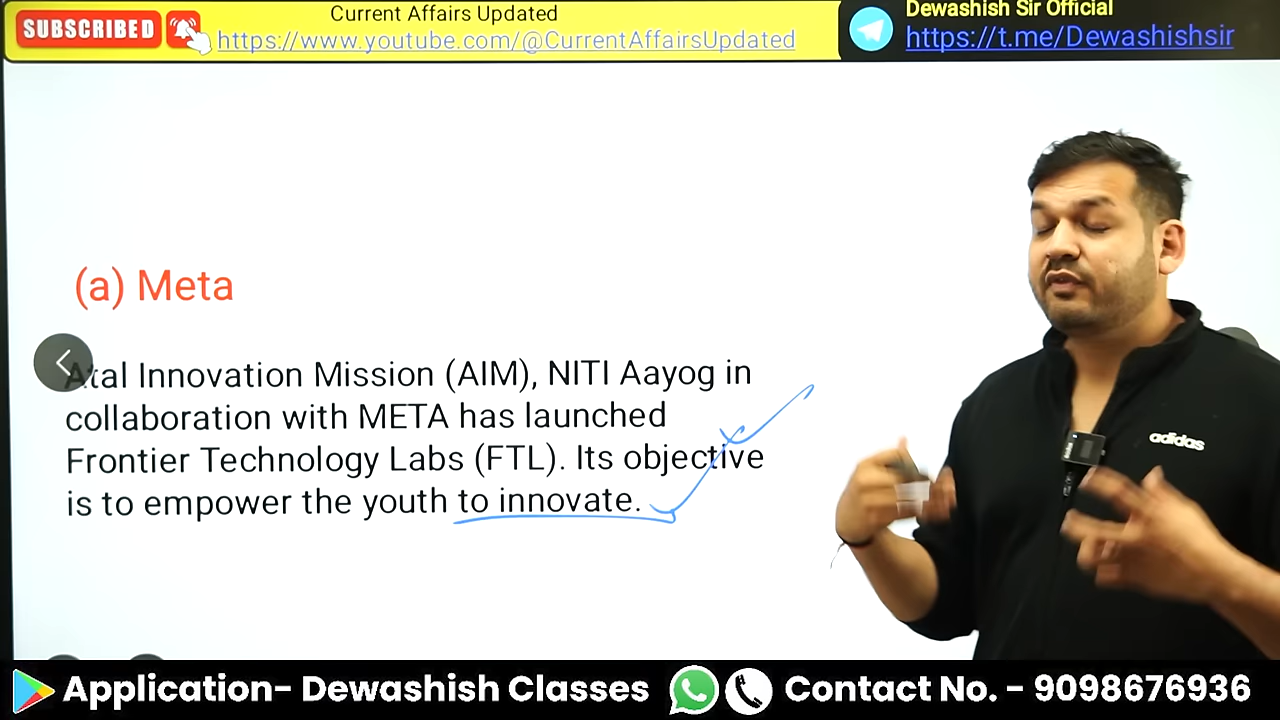 SUBSCRIBED
Current Affairs Updated
https://www.youtube.com/@CurrentAffairsUpdated
Dewashish Sir Official
https://t.me/Dewashishsir
(a) Meta
Atal Innovation Mission (AIM), NITI Aayog in
collaboration with META has launched
Frontier Technology Labs (FTL). Its objective
is to empower the youth to innovate.
adidas
Application- Dewashish Classes
Contact No. - 9098676936